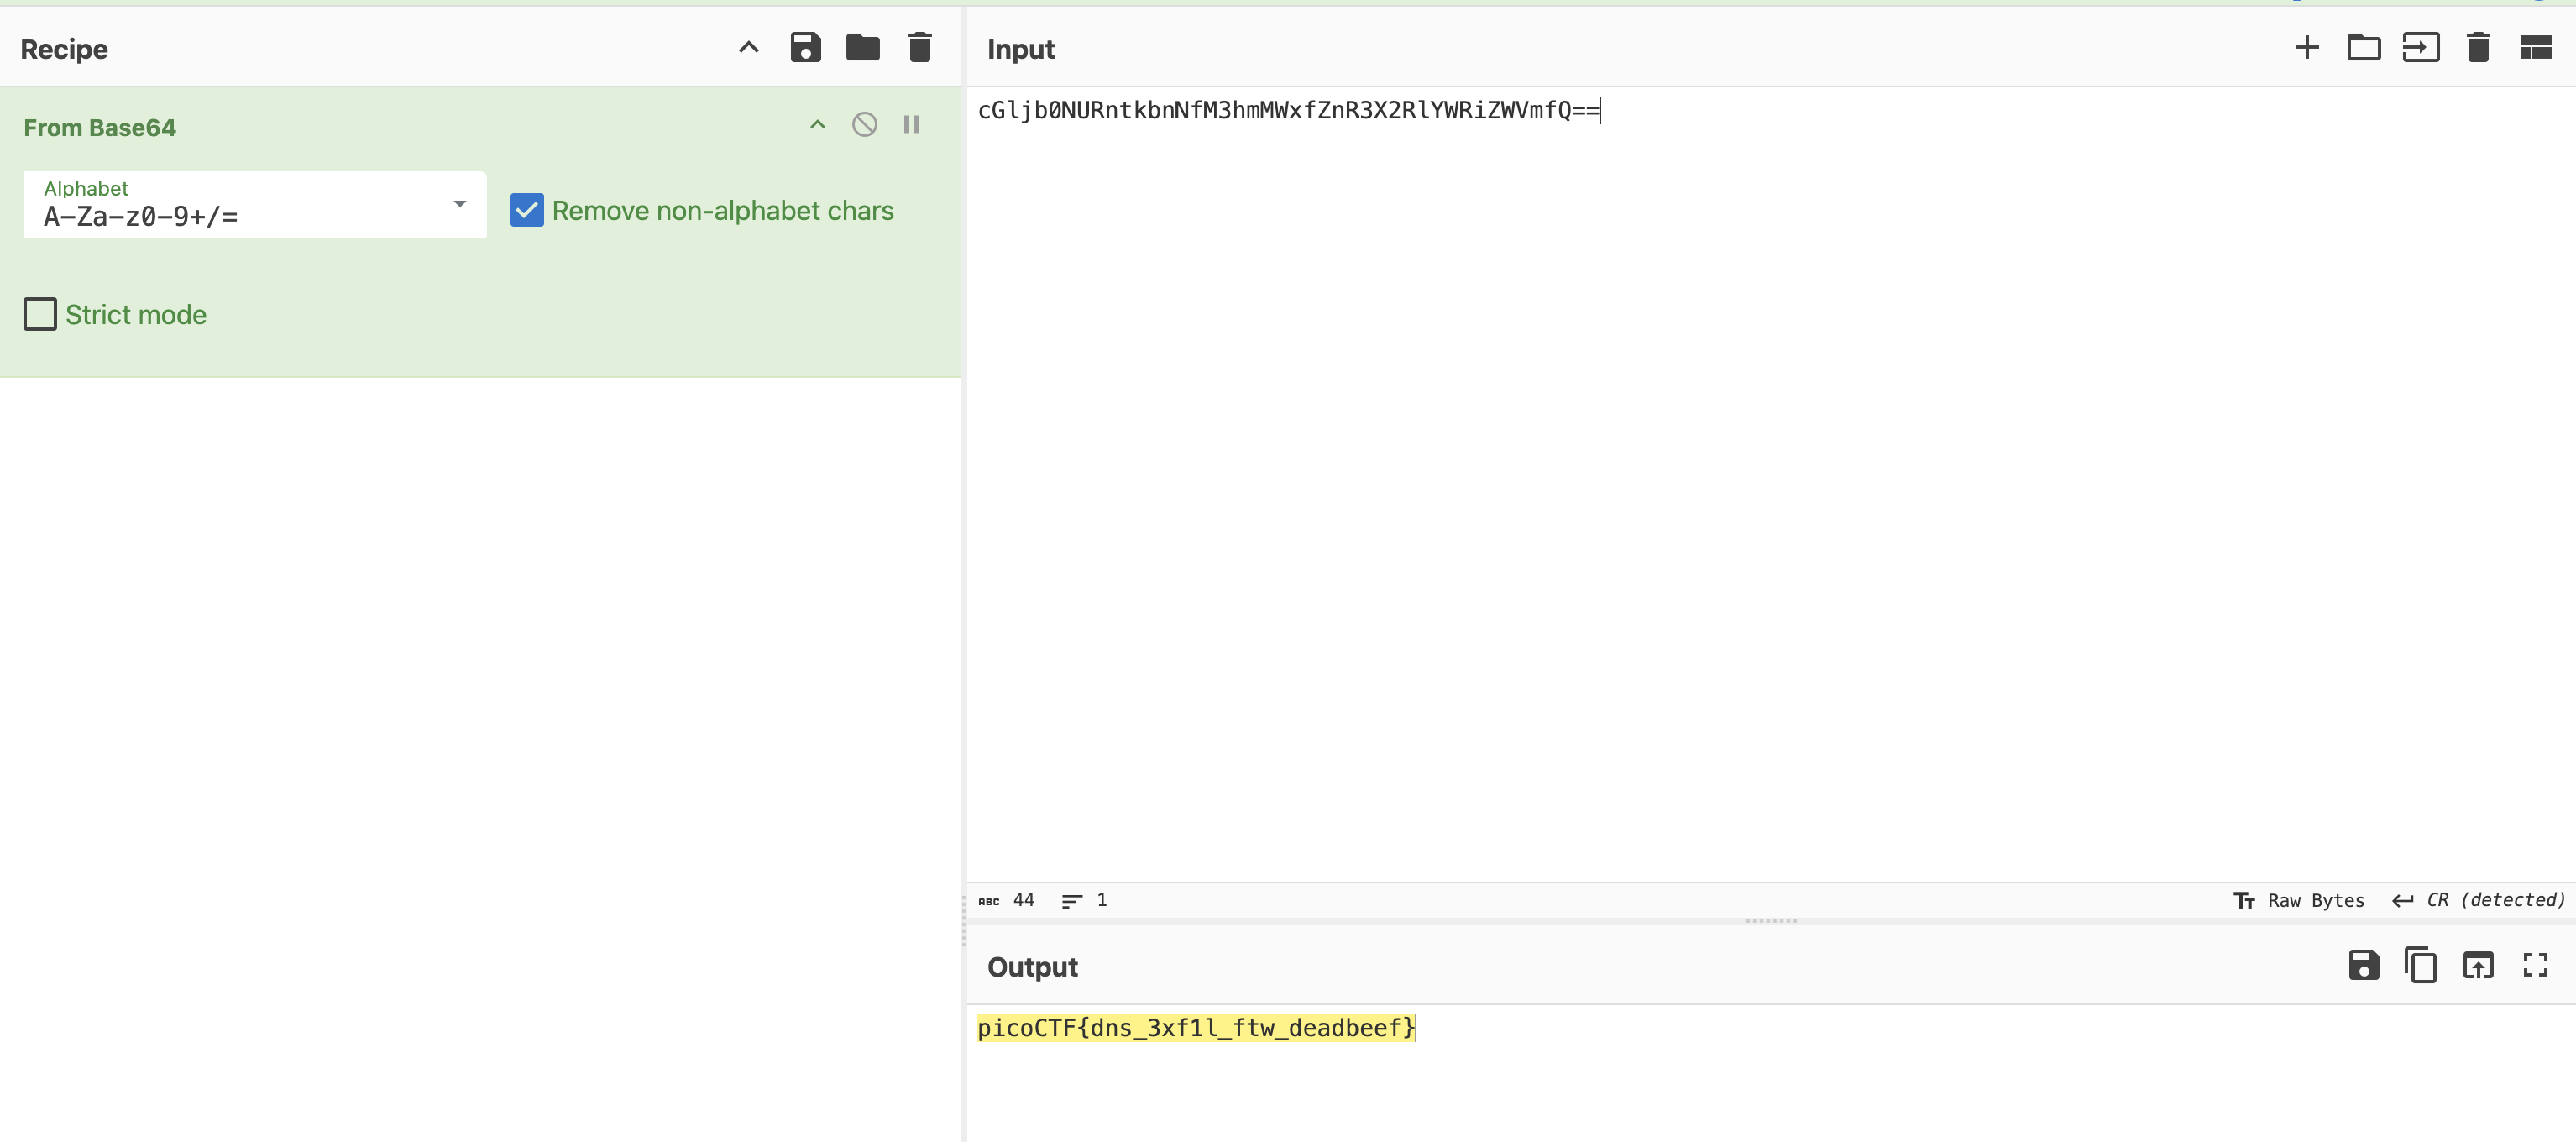 Recipe
From Base64
Alphabet
A-Za-z0-9+/=
Remove non-alphabet chars
Strict mode
Input
cGljb0NURntkbnNfM3hmMWxfZnR3X2RlYWRiZWVmfQ==
ABC 44 1
Raw Bytes CR (detected)
Output
picoCTF{dns_3xf1l_ftw_deadbeef}